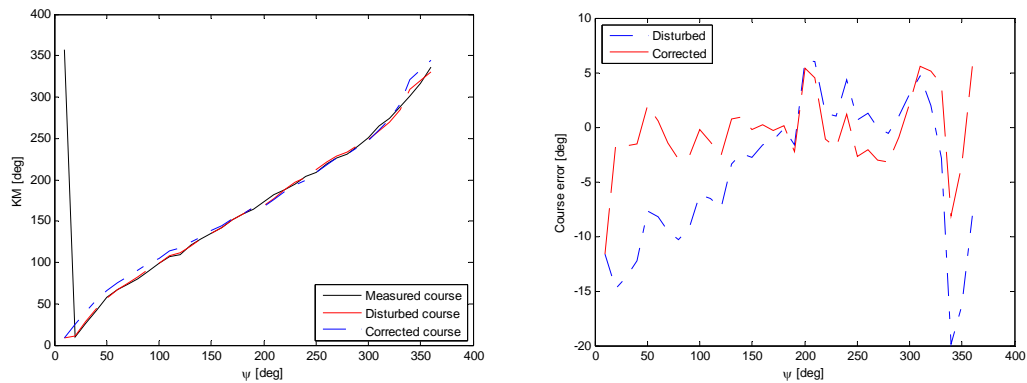 400
350
300
250
200
150
100
50
0
KM [deg]
0 50 100 150 200 250 300 350 400
ψ [deg]
Measured course
Disturbed course
Corrected course
10
5
0
-5
-10
-15
-20
Course error [deg]
0 50 100 150 200 250 300 350 400
ψ [deg]
Disturbed
Corrected